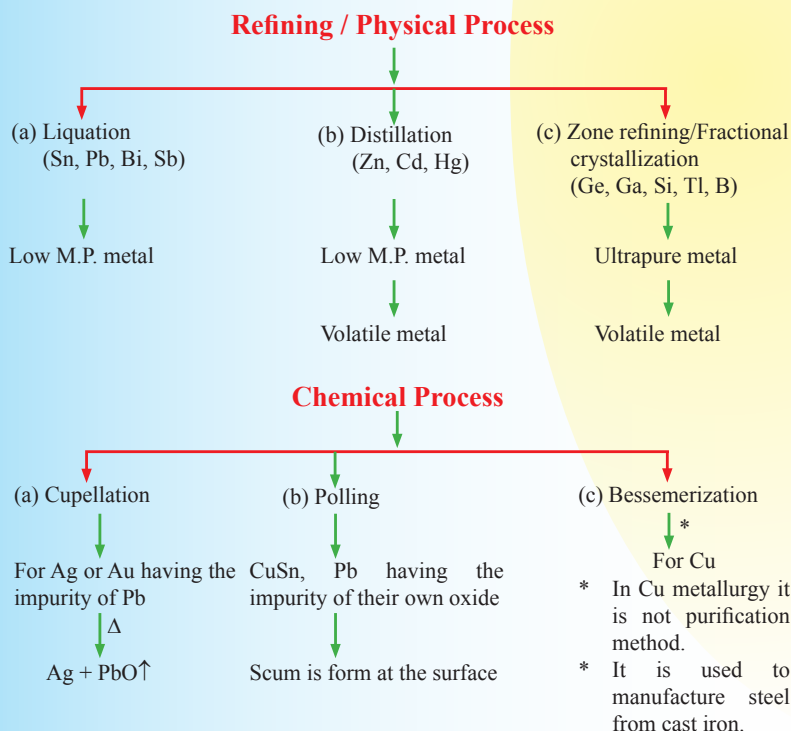 Refining / Physical Process
(a) Liquation
(Sn, Pb, Bi, Sb)
Low M.P. metal
(b) Distillation
(Zn, Cd, Hg)
Low M.P. metal
Volatile metal
(c) Zone refining/Fractional
crystallization
(Ge, Ga, Si, Tl, B)
Ultrapure metal
Volatile metal
Chemical Process
(a) Cupellation
For Ag or Au having the
impurity of Pb
Δ
Ag + PbO↑
(b) Polling
CuSn, Pb having the
impurity of their own oxide
Scum is form at the surface
(c) Bessemerization
*
For Cu
* In Cu metallurgy it
is not purification
method.
* It is used to
manufacture steel
from cast iron.